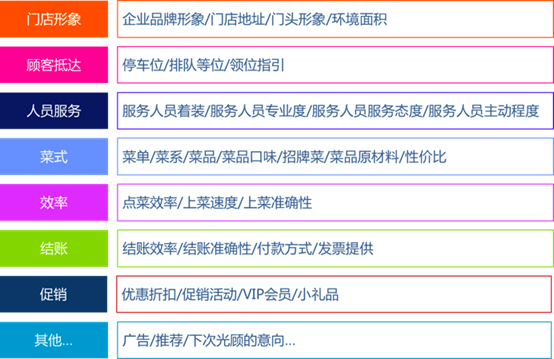 门店形象 企业品牌形象/门店地址/门头形象/环境面积
顾客抵达 停车位/排队等位/领位指引
人员服务 服务人员着装/服务人员专业度/服务人员服务态度/服务人员主动程度
菜式 菜单/菜系/菜品/菜品口味/招牌菜/菜品原材料/性价比
效率 点菜效率/上菜速度/上菜准确性
结账 结账效率/结账准确性/付款方式/发票提供
促销 优惠折扣/促销活动/VIP会员/小礼品
其他... 广告/推荐/下次光顾的意向...